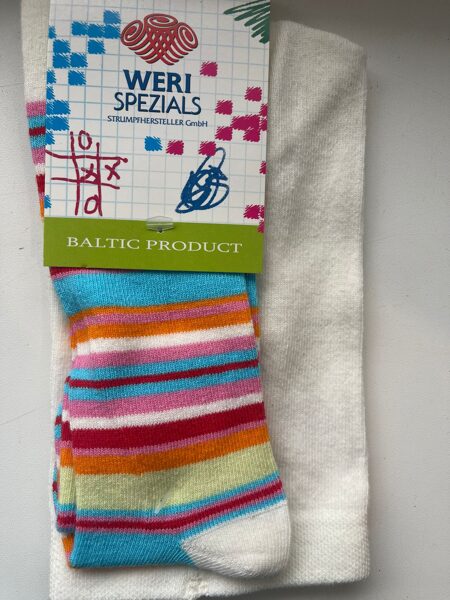 WERI
SPEZIALS
STRUMPFHERSTELLER GmbH
O
X X
O
BALTIC PRODUCT